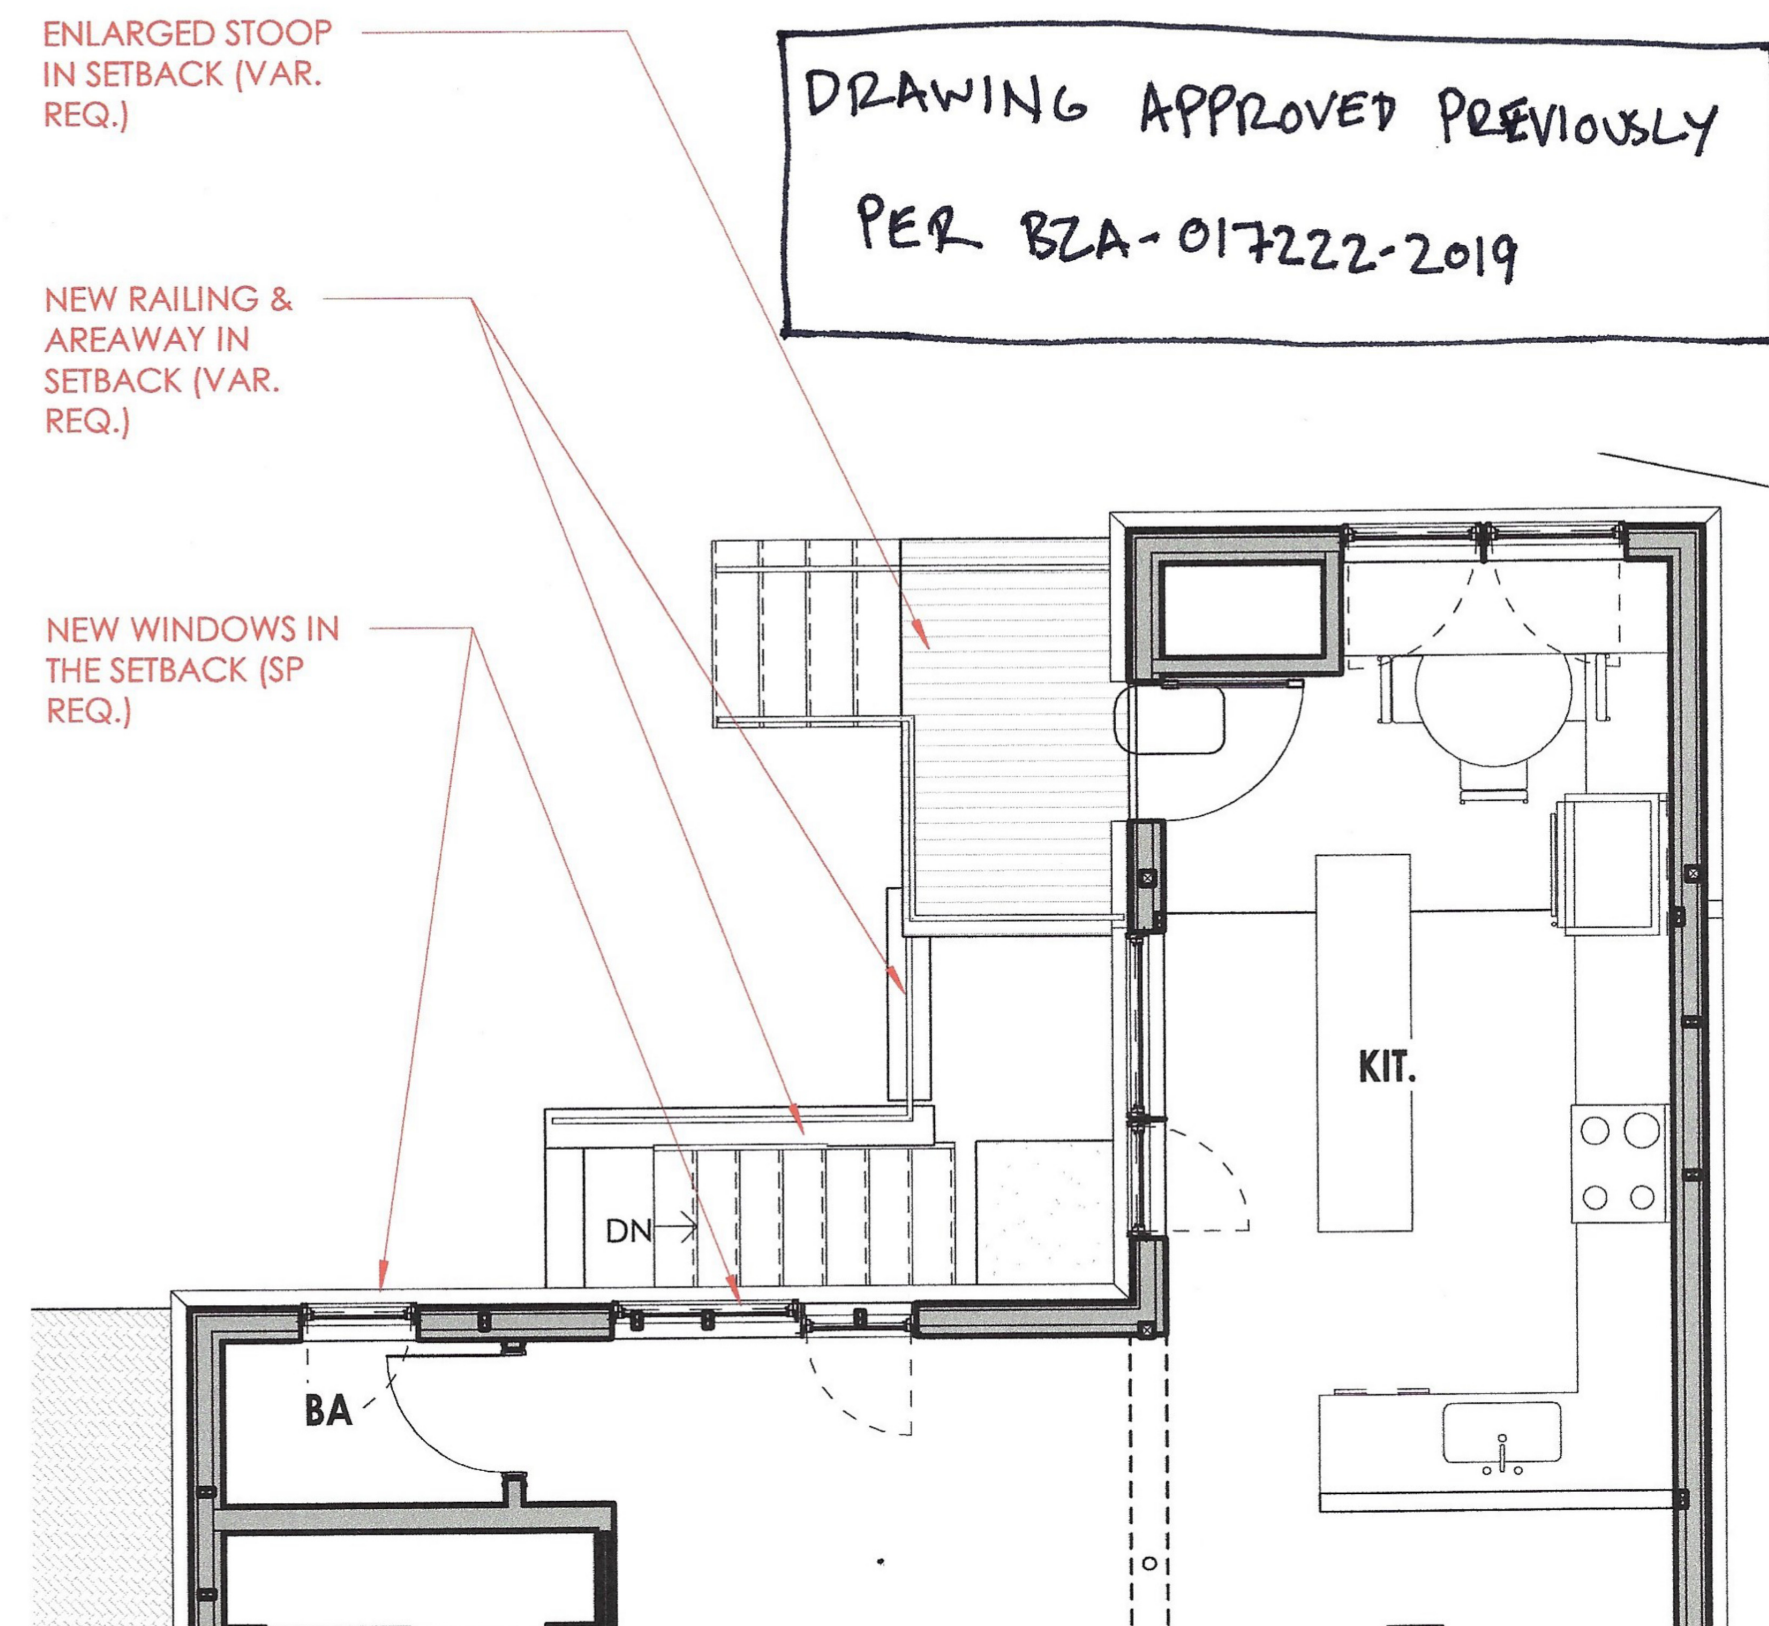 ENLARGED STOOP
IN SETBACK (VAR.
REQ.)
DRAWING APPROVED PREVIOUSLY
PER BZA-017222-2019
NEW RAILING &
AREAWAY IN
SETBACK (VAR.
REQ.)
NEW WINDOWS IN
THE SETBACK (SP
REQ.)
KIT.
DN
BA